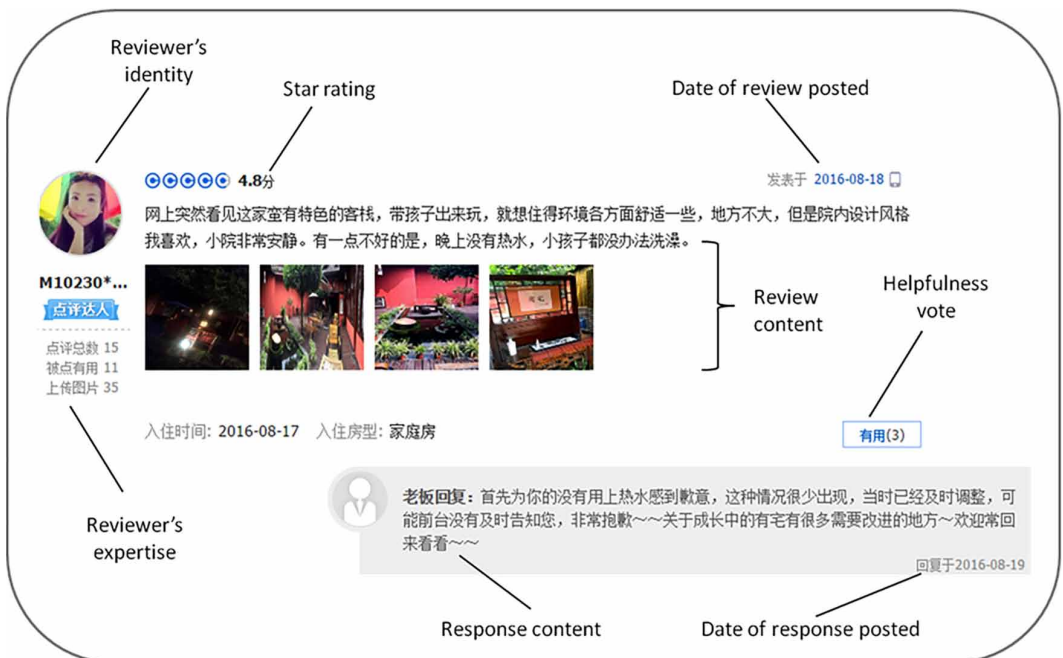 Reviewer's
identity
Star rating
Date of review posted
4.8分
发表于 2016-08-18
网上突然看见这家蛮有特色的客栈，带孩子出来玩，就想住得环境各方面舒适一些，地方不大，但是院内设计风格
我喜欢，小院非常安静。有一点不好的是，晚上没有热水，小孩子都没办法洗澡。
M10230*...
点评达人
点评总数 15
被点有用 11
上传图片 35
Review
content
Helpfulness
vote
入住时间: 2016-08-17 入住房型: 家庭房
有用(3)
Reviewer's
expertise
老板回复：首先为你的没有用上热水感到歉意，这种情况很少出现，当时已经及时调整，可
能前台没有及时告知您，非常抱歉～～关于成长中的有宅有很多需要改进的地方～欢迎常回
来看看～～
回复于2016-08-19
Response content
Date of response posted